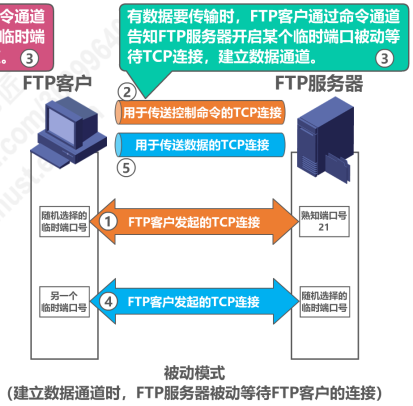 令通道
临时端
。 ③
有数据要传输时，FTP客户通过命令通道
告知FTP服务器开启某个临时端口被动等
待TCP连接，建立数据通道。 ③
FTP客户
FTP服务器
②
用于传送控制命令的TCP连接
用于传送数据的TCP连接
⑤
随机选择的
临时端口号
① FTP客户发起的TCP连接
熟知端口号
21
另一个
临时端口号
④ FTP客户发起的TCP连接
随机选择的
临时端口号
被动模式
（建立数据通道时，FTP服务器被动等待FTP客户的连接）